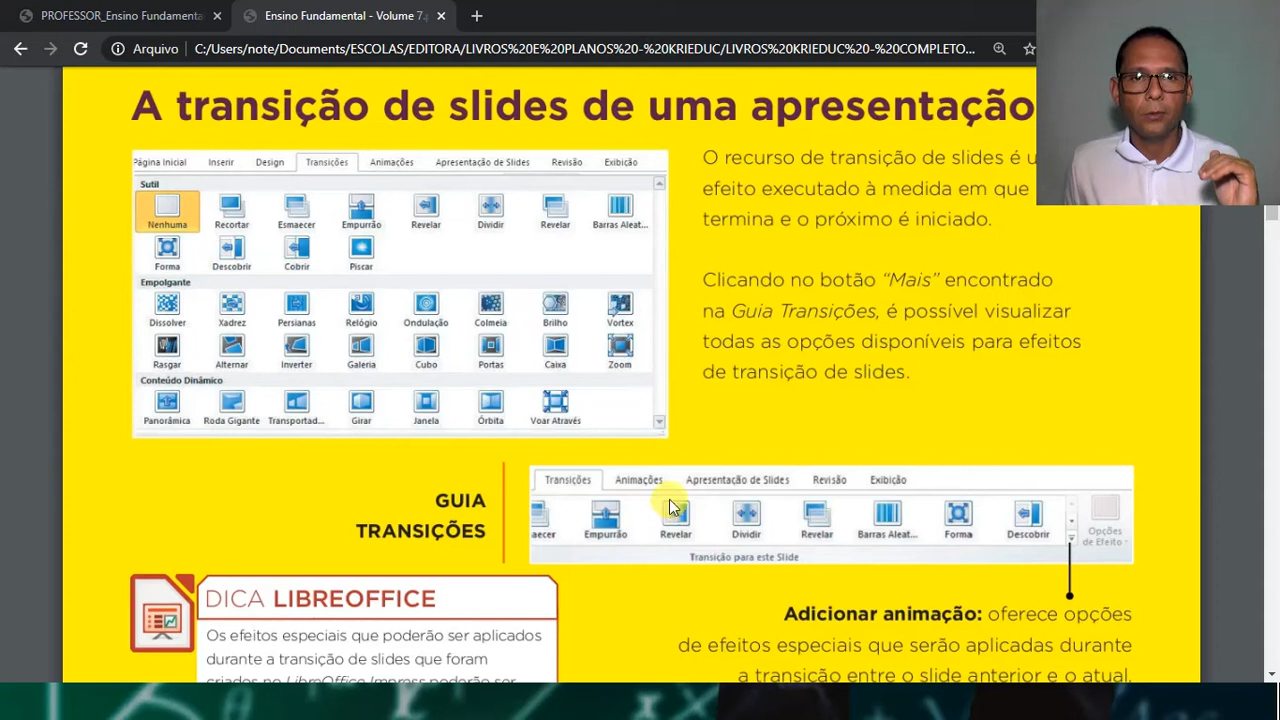 PROFESSOR_Ensino Fundamenta
Ensino Fundamental - Volume 7.
Arquivo
C:/Users/note/Documents/ESCOLAS/EDITORA/LIVROS%20E%20PLANOS%20-%20KRIEDUC/LIVROS%20KRIEDUC%20-%20COMPLETO...
A transição de slides de uma apresentação
Página Inicial Inserir Design Transições Animações Apresentação de Slides Revisão Exibição
Sutil
Nenhuma Recortar Esmaecer Empurrão Revelar Dividir Revelar Barras Aleat...
Forma Descobrir Cobrir Piscar
Empolgante
Dissolver Xadrez Persianas Relógio Ondulação Colmeia Brilho Vortex
Rasgar Alternar Inverter Galeria Cubo Portas Caixa Zoom
Conteúdo Dinâmico
Panorâmica Roda Gigante Transportad... Girar Janela Órbita Voar Através
O recurso de transição de slides é u
efeito executado à medida em que
termina e o próximo é iniciado.
Clicando no botão “Mais” encontrado
na Guia Transições, é possível visualizar
todas as opções disponíveis para efeitos
de transição de slides.
GUIA
TRANSIÇÕES
Transições Animações Apresentação de Slides Revisão Exibição
aecer Empurrão Revelar Dividir Revelar Barras Aleat... Forma Descobrir
Opções
de Efeito
Transição para este Slide
DICA LIBREOFFICE
Os efeitos especiais que poderão ser aplicados
durante a transição de slides que foram
criados no LibreOffice Impress poderão ser
Adicionar animação: oferece opções
de efeitos especiais que serão aplicadas durante
a transição entre o slide anterior e o atual.